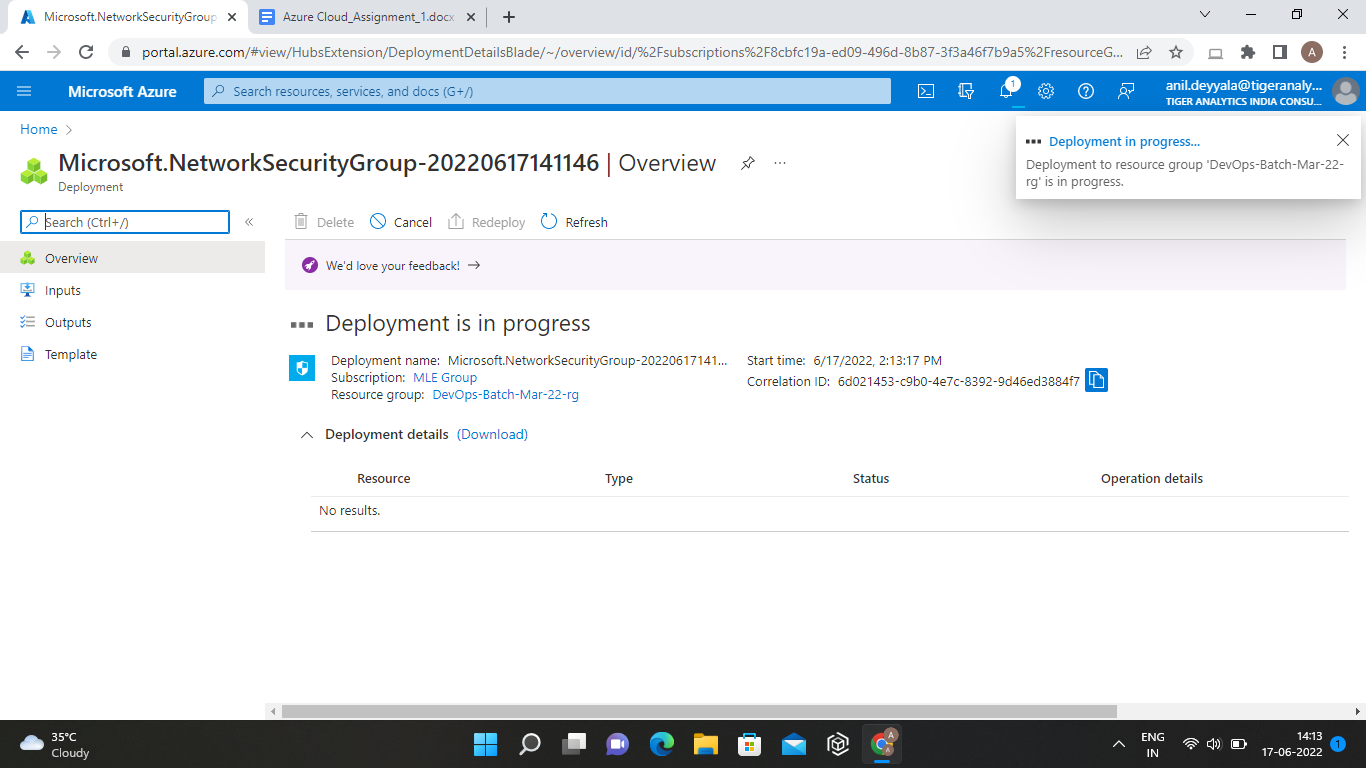 Microsoft.NetworkSecurityGroup
Azure Cloud_Assignment_1.docx
portal.azure.com/#view/HubsExtension/DeploymentDetailsBlade/~/overview/id/%2Fsubscriptions%2F8cbfc19a-ed09-496d-8b87-3f3a46f7b9a5%2FresourceG...
A
Microsoft Azure
Search resources, services, and docs (G+/)
1
anil.deyyala@tigeranaly...
TIGER ANALYTICS INDIA CONSU...
Home
Microsoft.NetworkSecurityGroup-20220617141146 | Overview
...
Deployment
Deployment in progress...
Deployment to resource group 'DevOps-Batch-Mar-22-
rg' is in progress.
Search (Ctrl+/)
«
Delete
Cancel
Redeploy
Refresh
Overview
Inputs
Outputs
Template
We'd love your feedback! →
Deployment is in progress
Deployment name: Microsoft.NetworkSecurityGroup-20220617141...
Subscription: MLE Group
Resource group: DevOps-Batch-Mar-22-rg
Start time: 6/17/2022, 2:13:17 PM
Correlation ID: 6d021453-c9b0-4e7c-8392-9d46ed3884f7
Deployment details (Download)
Resource Type Status Operation details
No results.
35°C
Cloudy
A
A
ENG
IN
14:13
17-06-2022
1